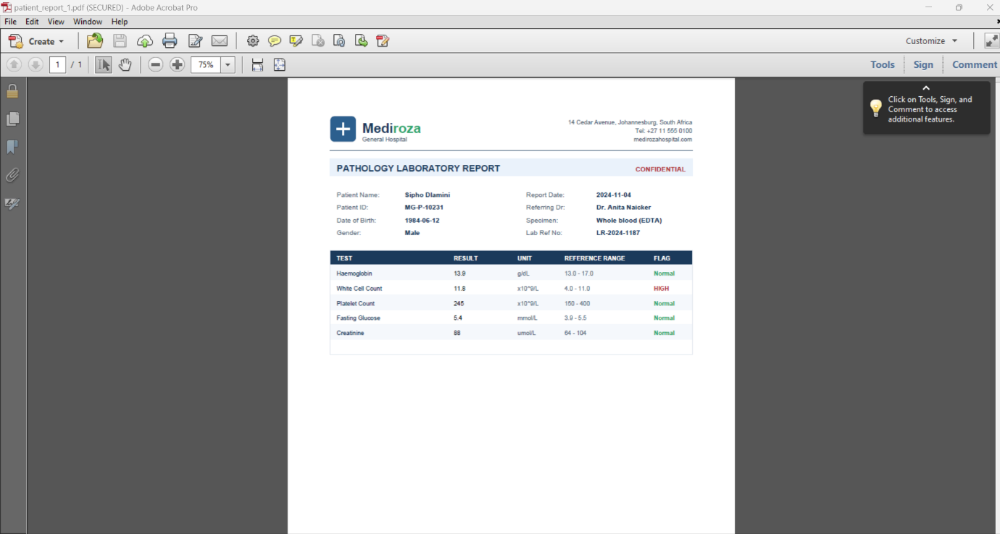 patient_report_1.pdf (SECURED) - Adobe Acrobat Pro
File Edit View Window Help
Create Customize
1 / 1 75% Tools Sign Comment
Click on Tools, Sign, and
Comment to access
additional features.
Mediroza
General Hospital
14 Cedar Avenue, Johannesburg, South Africa
Tel: +27 11 555 0100
medirozahospital.com
PATHOLOGY LABORATORY REPORT CONFIDENTIAL
Patient Name: Sipho Dlamini Report Date: 2024-11-04
Patient ID: MG-P-10231 Referring Dr: Dr. Anita Naicker
Date of Birth: 1984-06-12 Specimen: Whole blood (EDTA)
Gender: Male Lab Ref No: LR-2024-1187
TEST RESULT UNIT REFERENCE RANGE FLAG
Haemoglobin 13.9 g/dL 13.0 - 17.0 Normal
White Cell Count 11.8 x10^9/L 4.0 - 11.0 HIGH
Platelet Count 245 x10^9/L 150 - 400 Normal
Fasting Glucose 5.4 mmol/L 3.9 - 5.5 Normal
Creatinine 88 umol/L 64 - 104 Normal